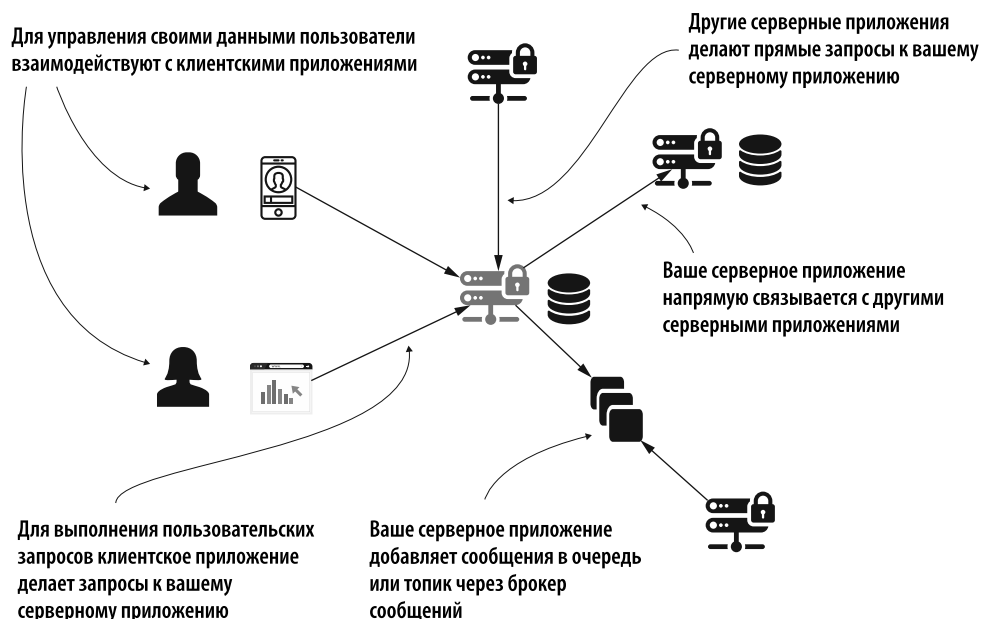 Для управления своими данными пользователи
взаимодействуют с клиентскими приложениями
Другие серверные приложения
делают прямые запросы к вашему
серверному приложению
Ваше серверное приложение
напрямую связывается с другими
серверными приложениями
Для выполнения пользовательских
запросов клиентское приложение
делает запросы к вашему
серверному приложению
Ваше серверное приложение
добавляет сообщения в очередь
или топик через брокер
сообщений